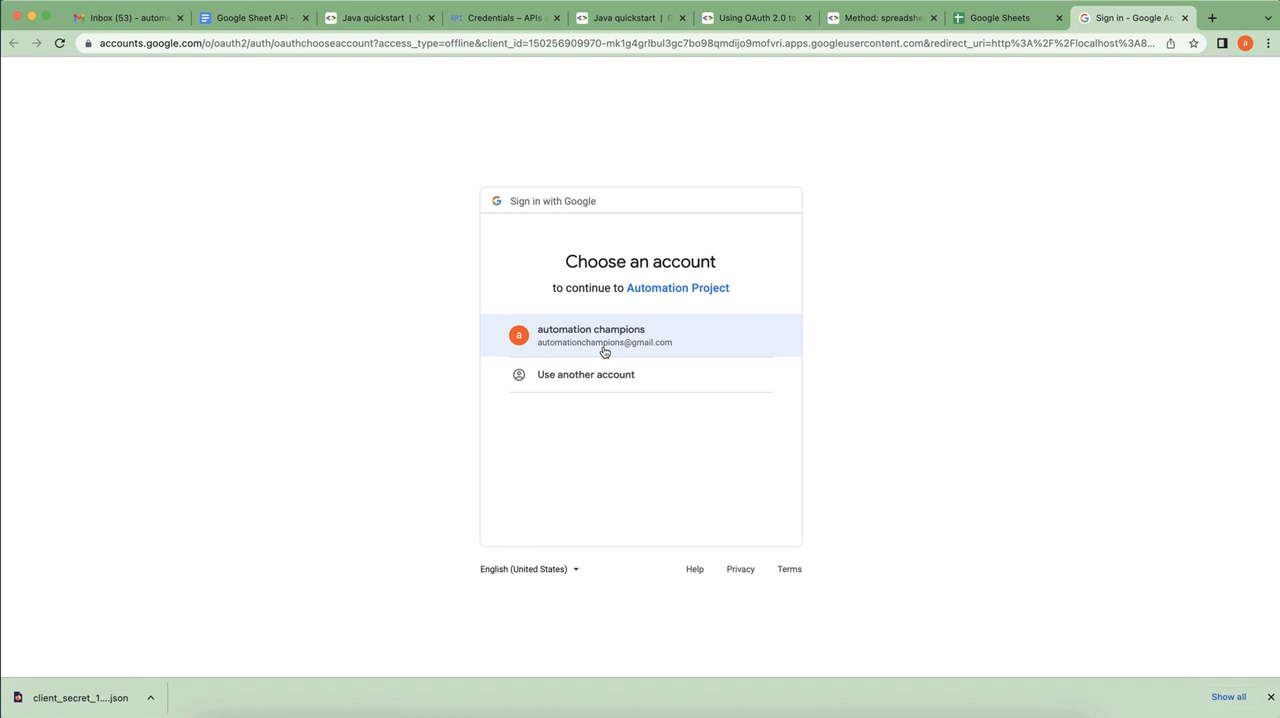 Inbox (53) - automa
Google Sheet API -
Java quickstart | G
Credentials – APIs
Java quickstart | G
Using OAuth 2.0 to
Method: spreadshe
Google Sheets
Sign in - Google Ac
accounts.google.com/o/oauth2/auth/oauthchooseaccount?access_type=offline&client_id=150256909970-mk1g4grlbul3gc7bo98qmdijo9mofvri.apps.googleusercontent.com&redirect_uri=http%3A%2F%2Flocalhost%3A8...
a
Sign in with Google
Choose an account
to continue to Automation Project
a
automation champions
automationchampions@gmail.com
Use another account
English (United States)
Help
Privacy
Terms
client_secret_1....json
Show all